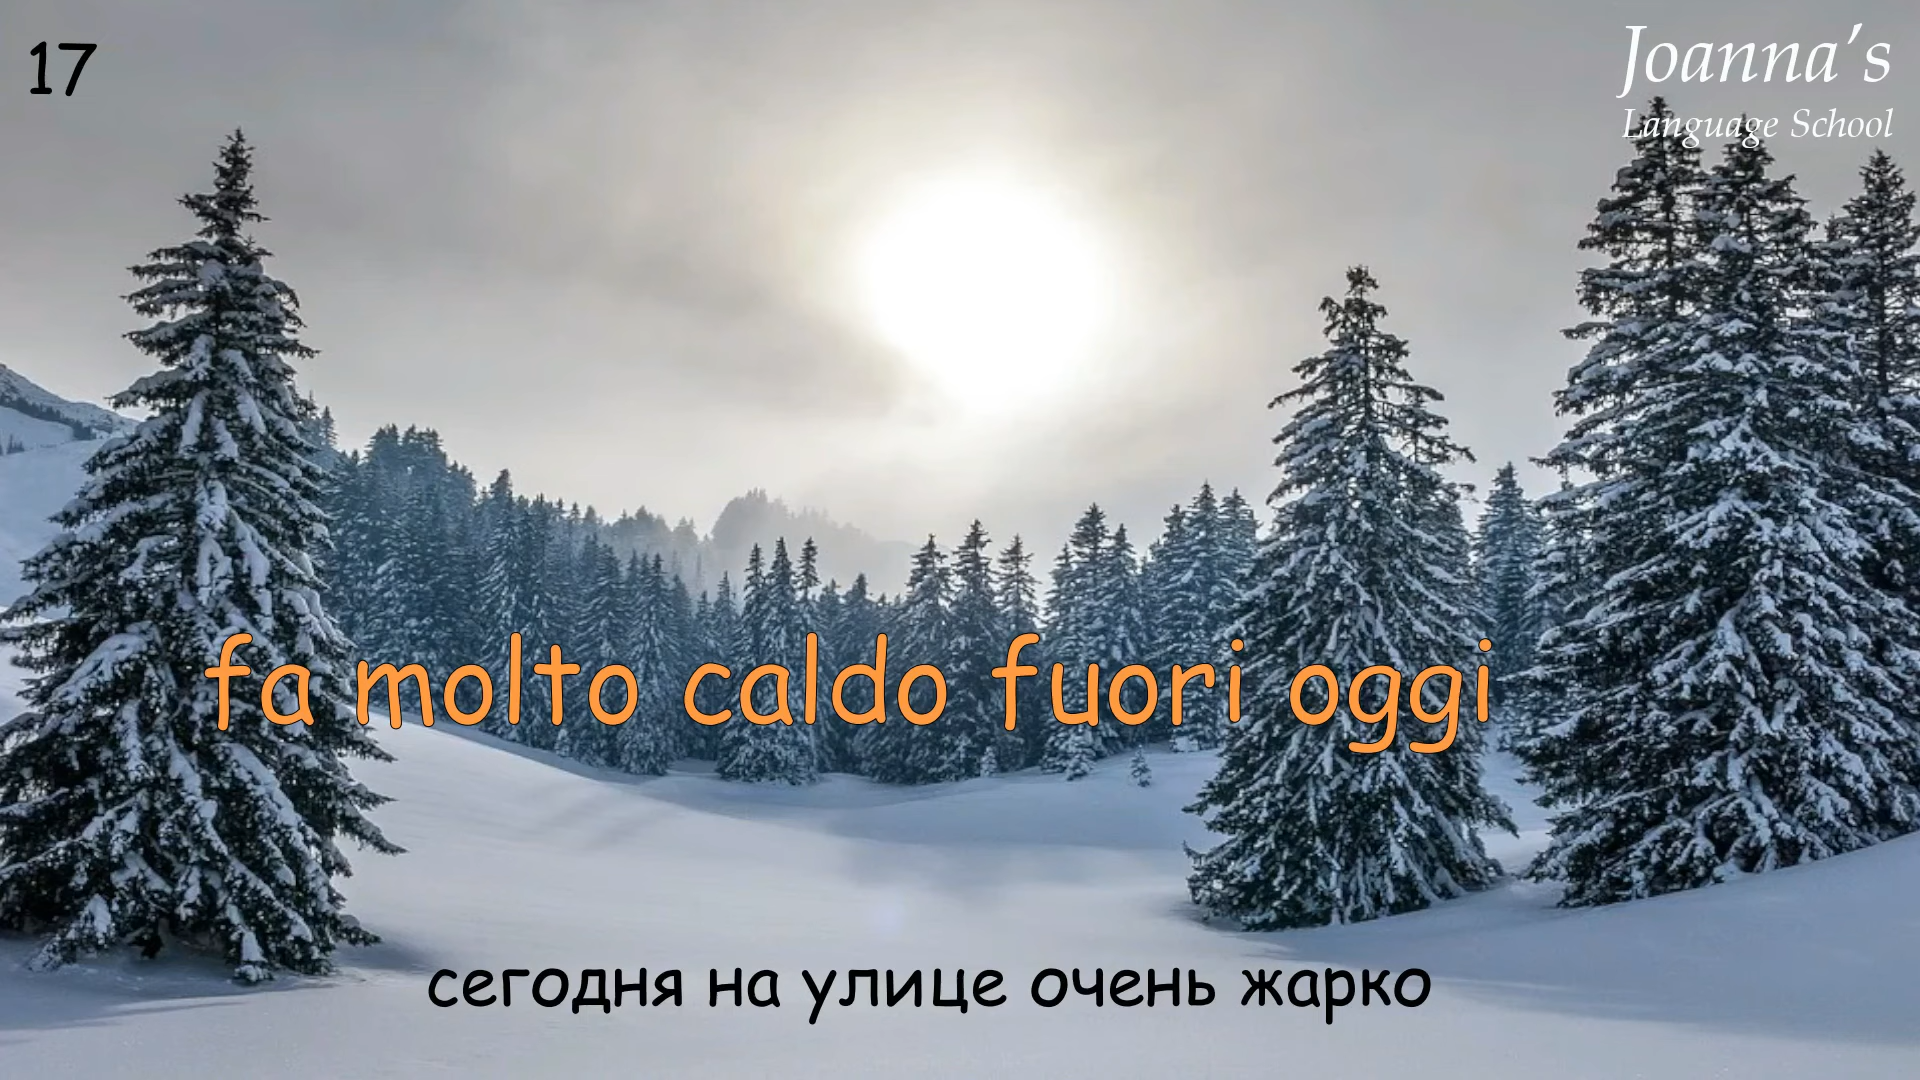 17
Joanna's
Language School
fa molto caldo fuori oggi
сегодня на улице очень жарко